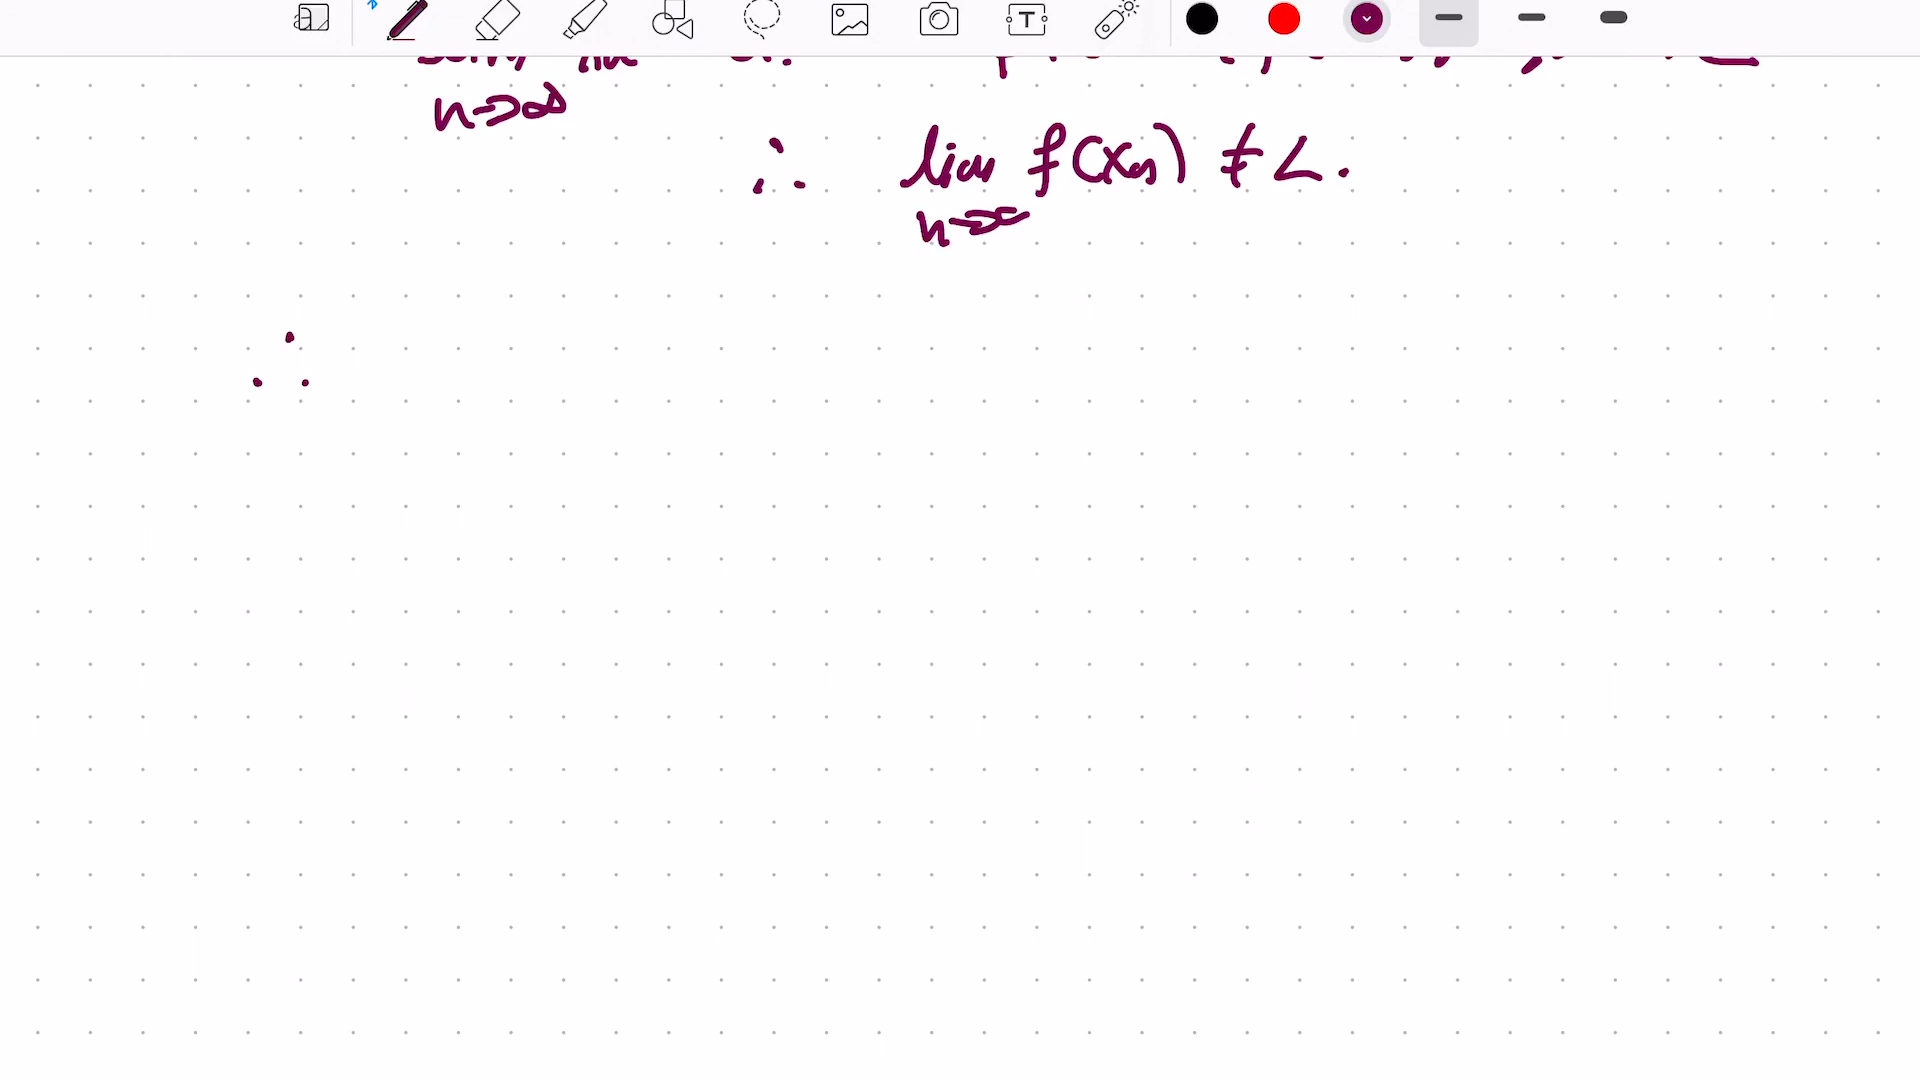 n→∞
∴ lim f(xn) ≠ L.
n→∞
∴